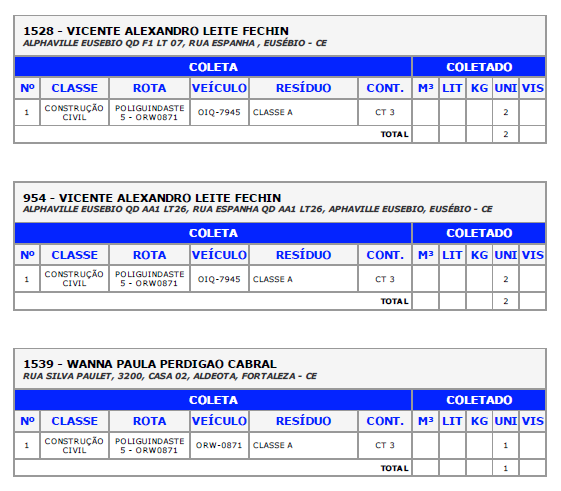 1528 - VICENTE ALEXANDRO LEITE FECHIN
ALPHAVILLE EUSEBIO QD F1 LT 07, RUA ESPANHA , EUSÉBIO - CE
COLETA COLETADO
Nº CLASSE ROTA VEÍCULO RESÍDUO CONT. M³ LIT KG UNI VIS
1 CONSTRUÇÃO CIVIL POLIGUINDASTE 5 - ORW0871 OIQ-7945 CLASSE A CT 3 2
TOTAL 2
954 - VICENTE ALEXANDRO LEITE FECHIN
ALPHAVILLE EUSEBIO QD AA1 LT26, RUA ESPANHA QD AA1 LT26, APHAVILLE EUSEBIO, EUSÉBIO - CE
COLETA COLETADO
Nº CLASSE ROTA VEÍCULO RESÍDUO CONT. M³ LIT KG UNI VIS
1 CONSTRUÇÃO CIVIL POLIGUINDASTE 5 - ORW0871 OIQ-7945 CLASSE A CT 3 2
TOTAL 2
1539 - WANNA PAULA PERDIGAO CABRAL
RUA SILVA PAULET, 3200, CASA 02, ALDEOTA, FORTALEZA - CE
COLETA COLETADO
Nº CLASSE ROTA VEÍCULO RESÍDUO CONT. M³ LIT KG UNI VIS
1 CONSTRUÇÃO CIVIL POLIGUINDASTE 5 - ORW0871 ORW-0871 CLASSE A CT 3 1
TOTAL 1